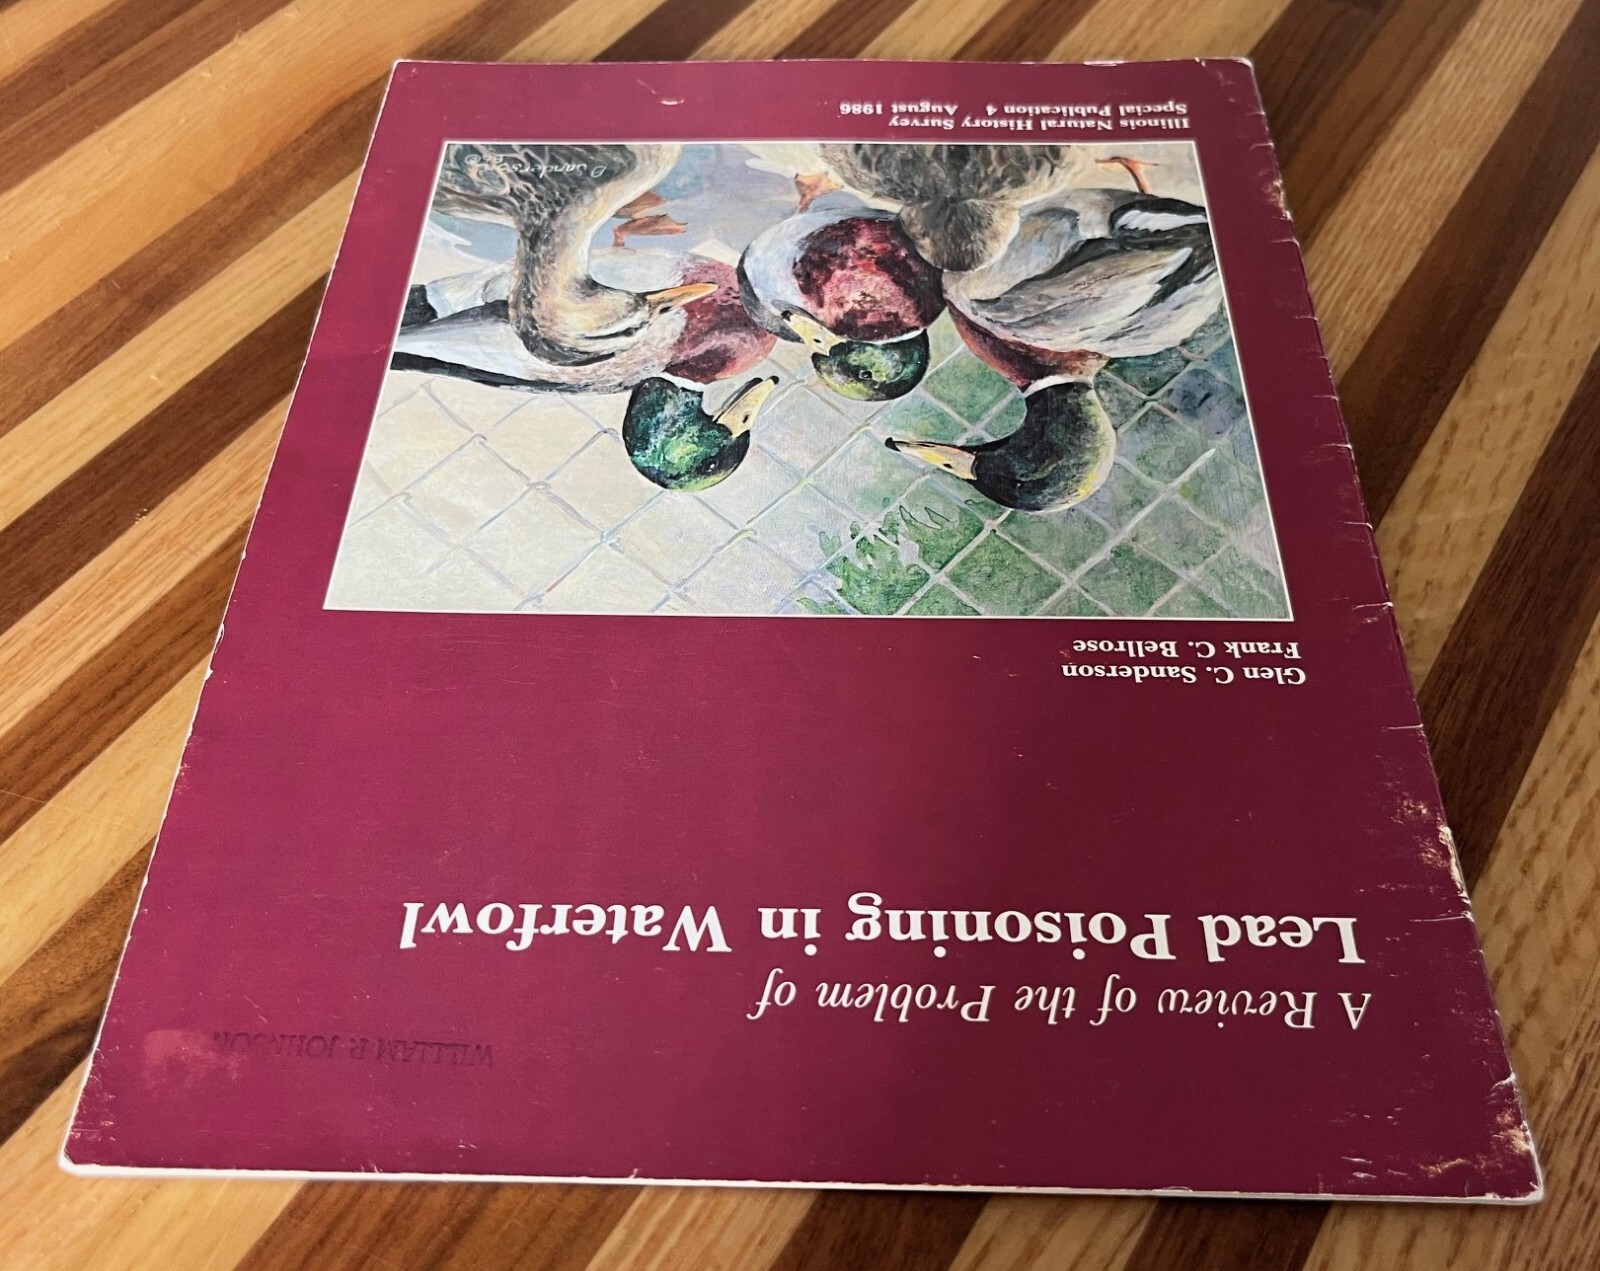 WILLIAM P. JOHNSON
A Review of the Problem of
Lead Poisoning in Waterfowl
Glen C. Sanderson
Frank C. Bellrose
Illinois Natural History Survey
Special Publication 4 August 1986